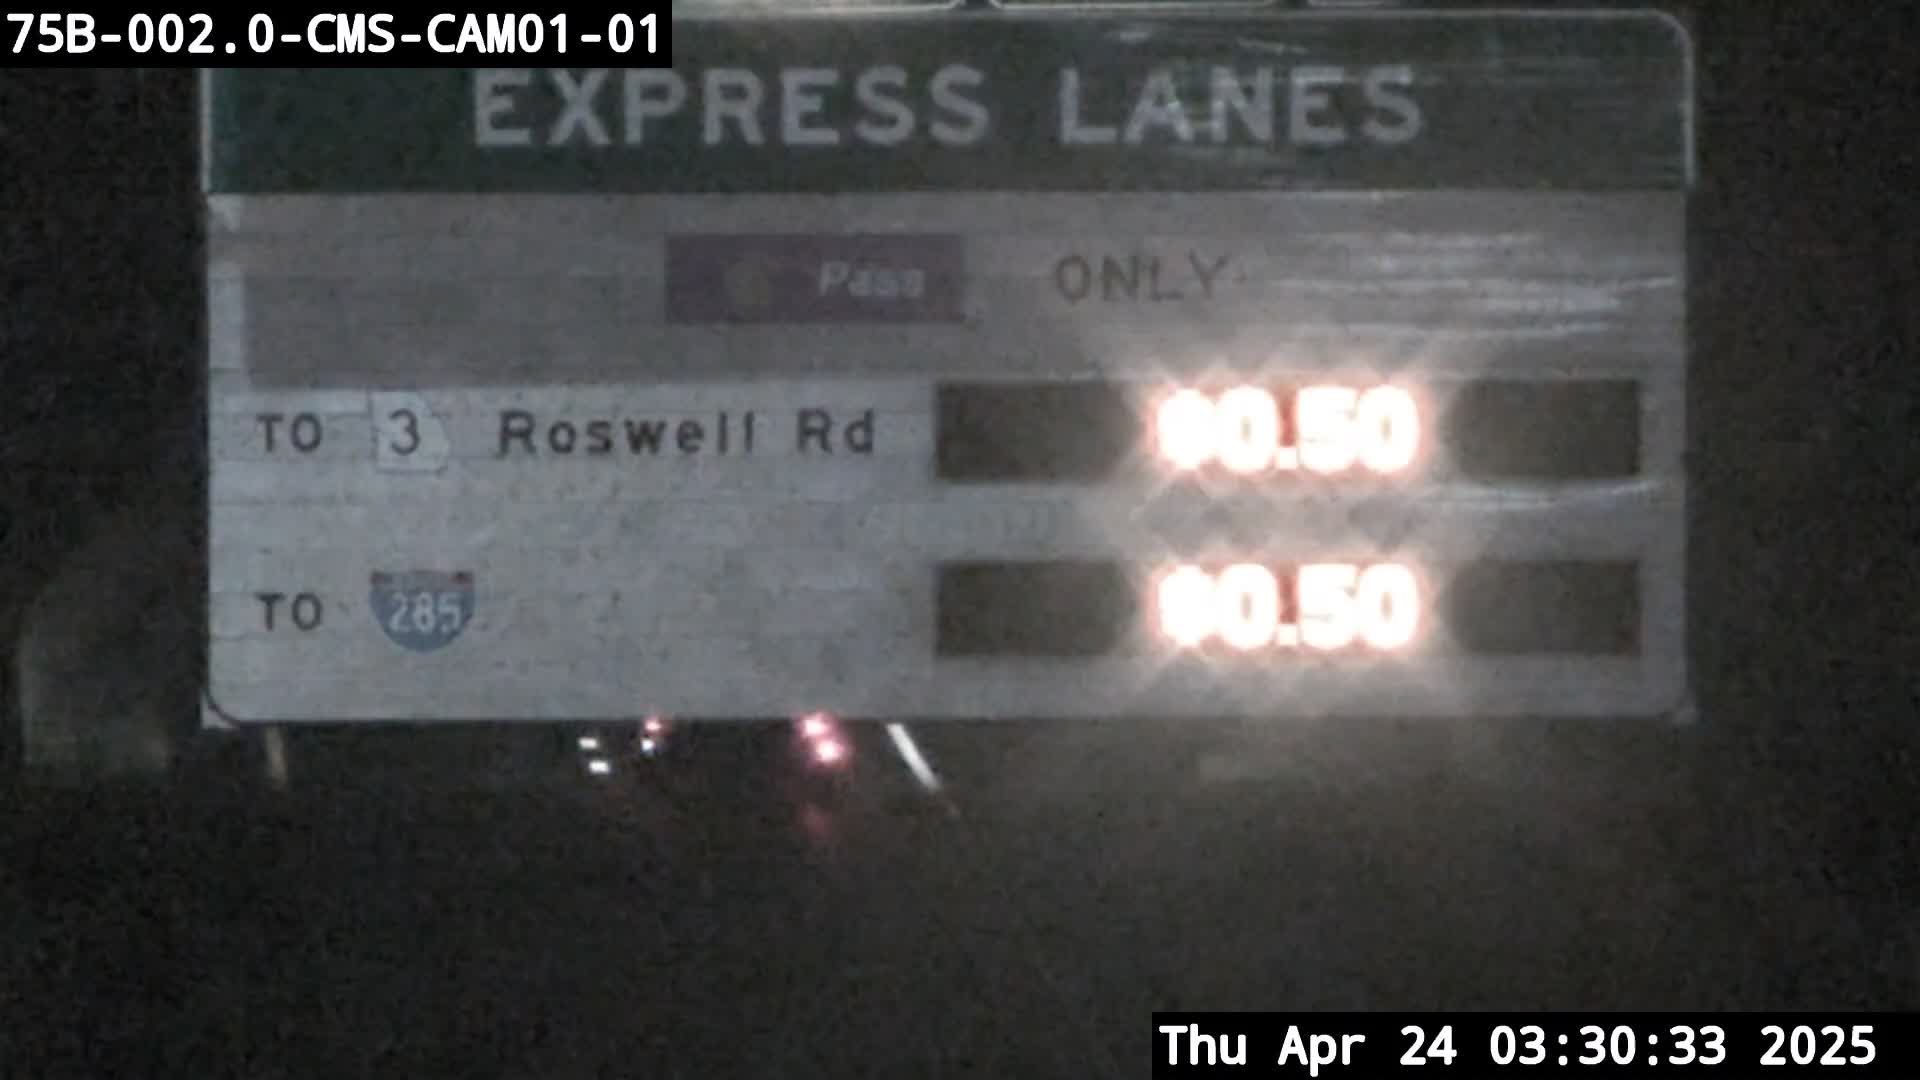 75B-002.0-CMS-CAM01-01
EXPRESS LANES
Pass ONLY
TO 3 Roswell Rd $0.50
TO 285 $0.50
Thu Apr 24 03:30:33 2025